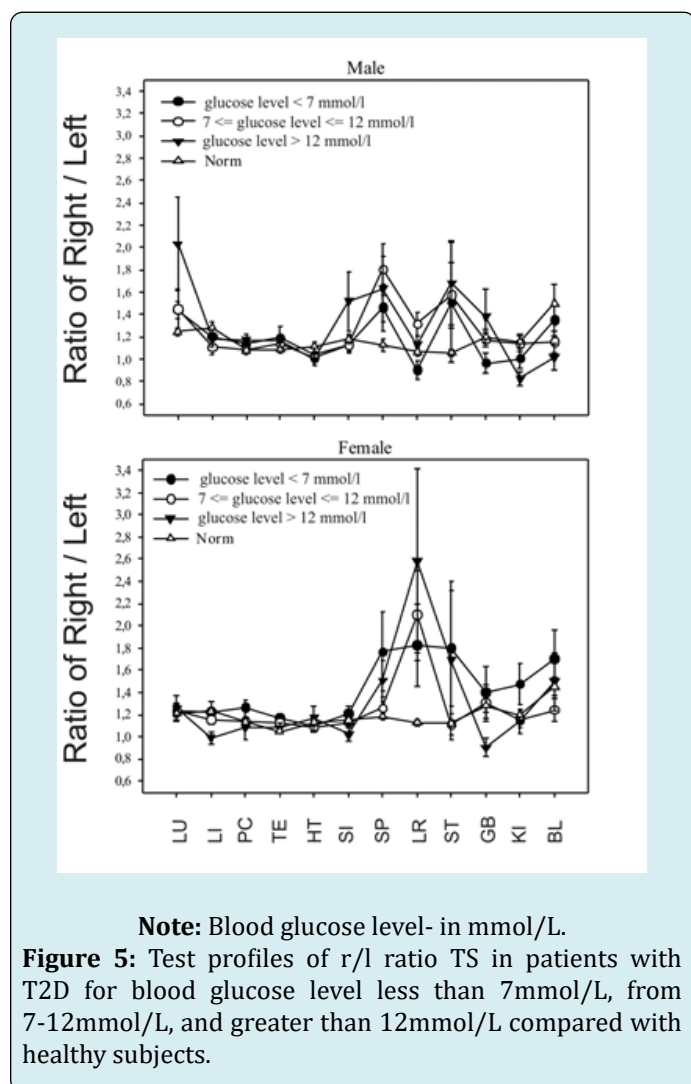 Male
Ratio of Right / Left
3,4
3,2
3,0
2,8
2,6
2,4
2,2
2,0
1,8
1,6
1,4
1,2
1,0
0,8
0,6
glucose level < 7 mmol/l
7 <= glucose level <= 12 mmol/l
glucose level > 12 mmol/l
Norm
Female
Ratio of Right / Left
3,4
3,2
3,0
2,8
2,6
2,4
2,2
2,0
1,8
1,6
1,4
1,2
1,0
0,8
0,6
glucose level < 7 mmol/l
7 <= glucose level <= 12 mmol/l
glucose level > 12 mmol/l
Norm
LU LI PC TE HT SI SP LR ST GB KI BL
Note: Blood glucose level- in mmol/L.
Figure 5: Test profiles of r/l ratio TS in patients with
T2D for blood glucose level less than 7mmol/L, from
7-12mmol/L, and greater than 12mmol/L compared with
healthy subjects.